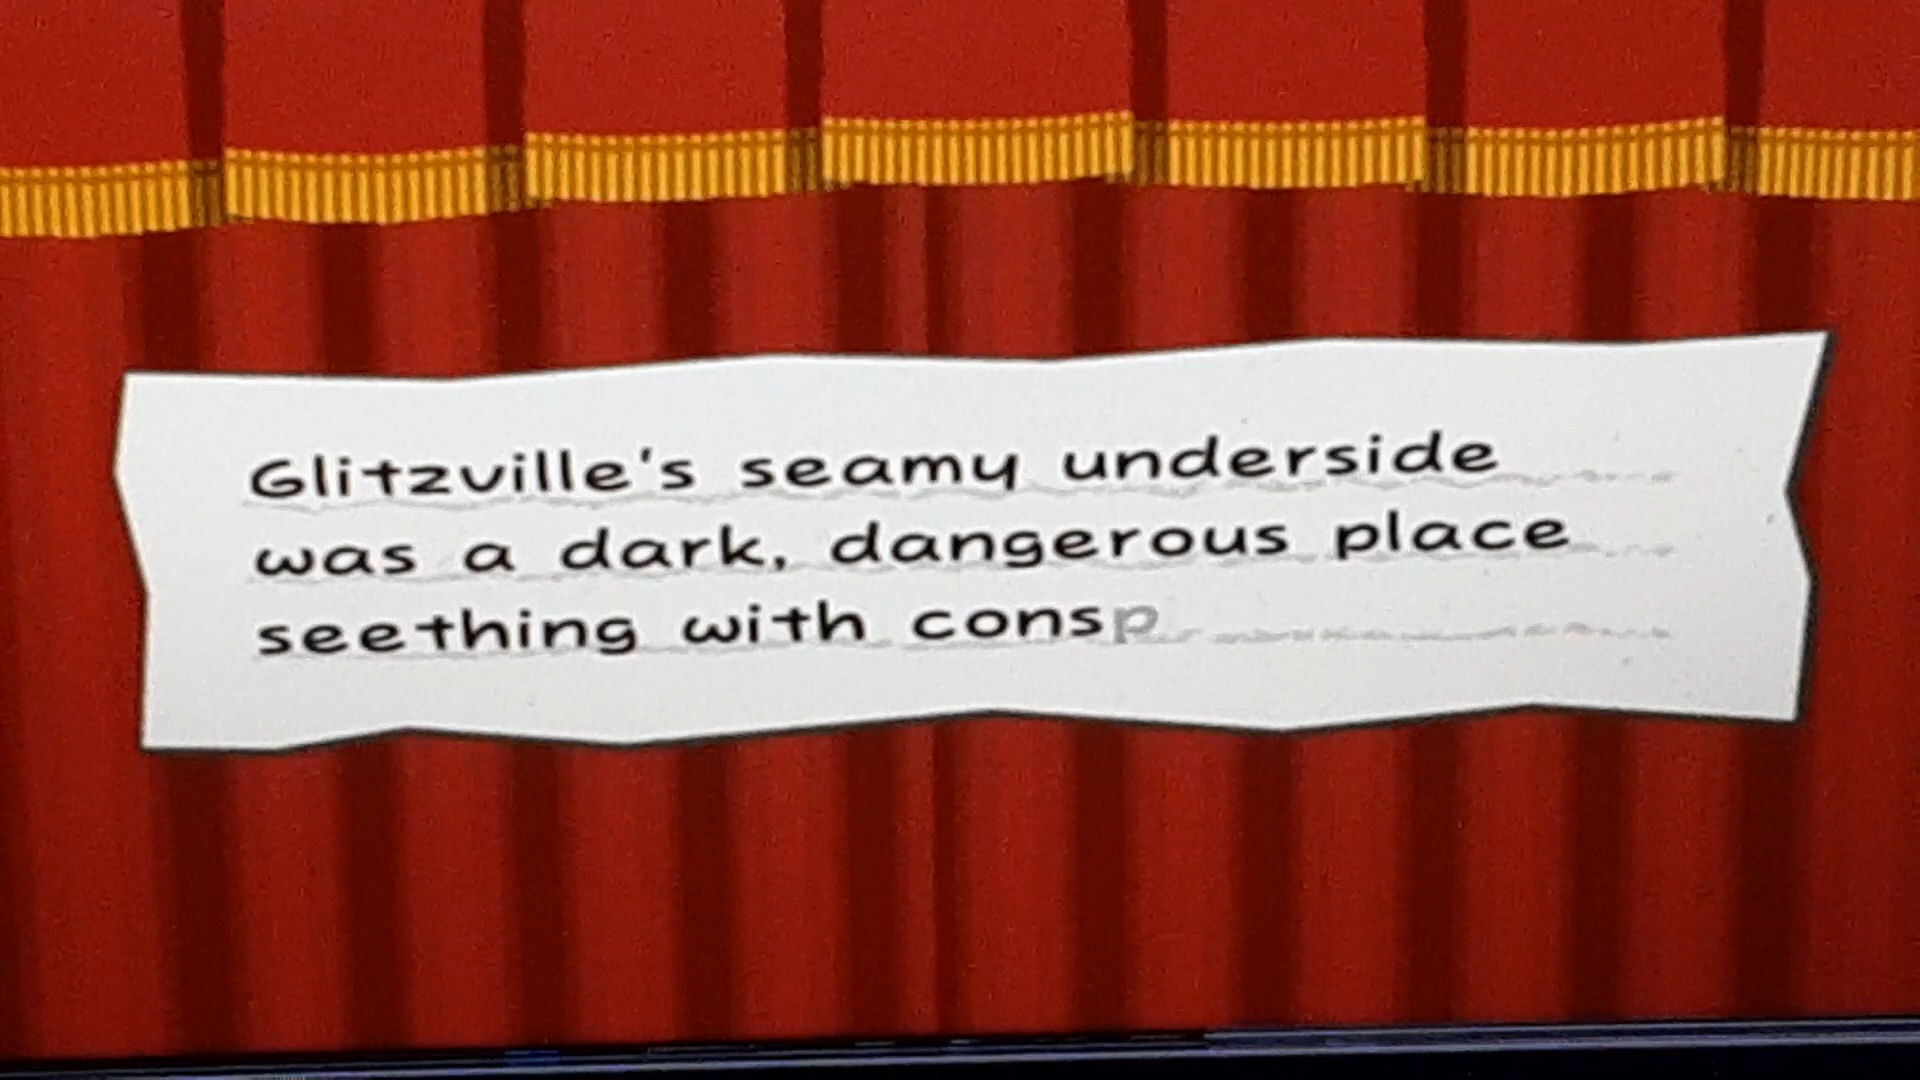 Glitzville's seamy underside
was a dark, dangerous place
seething with consp